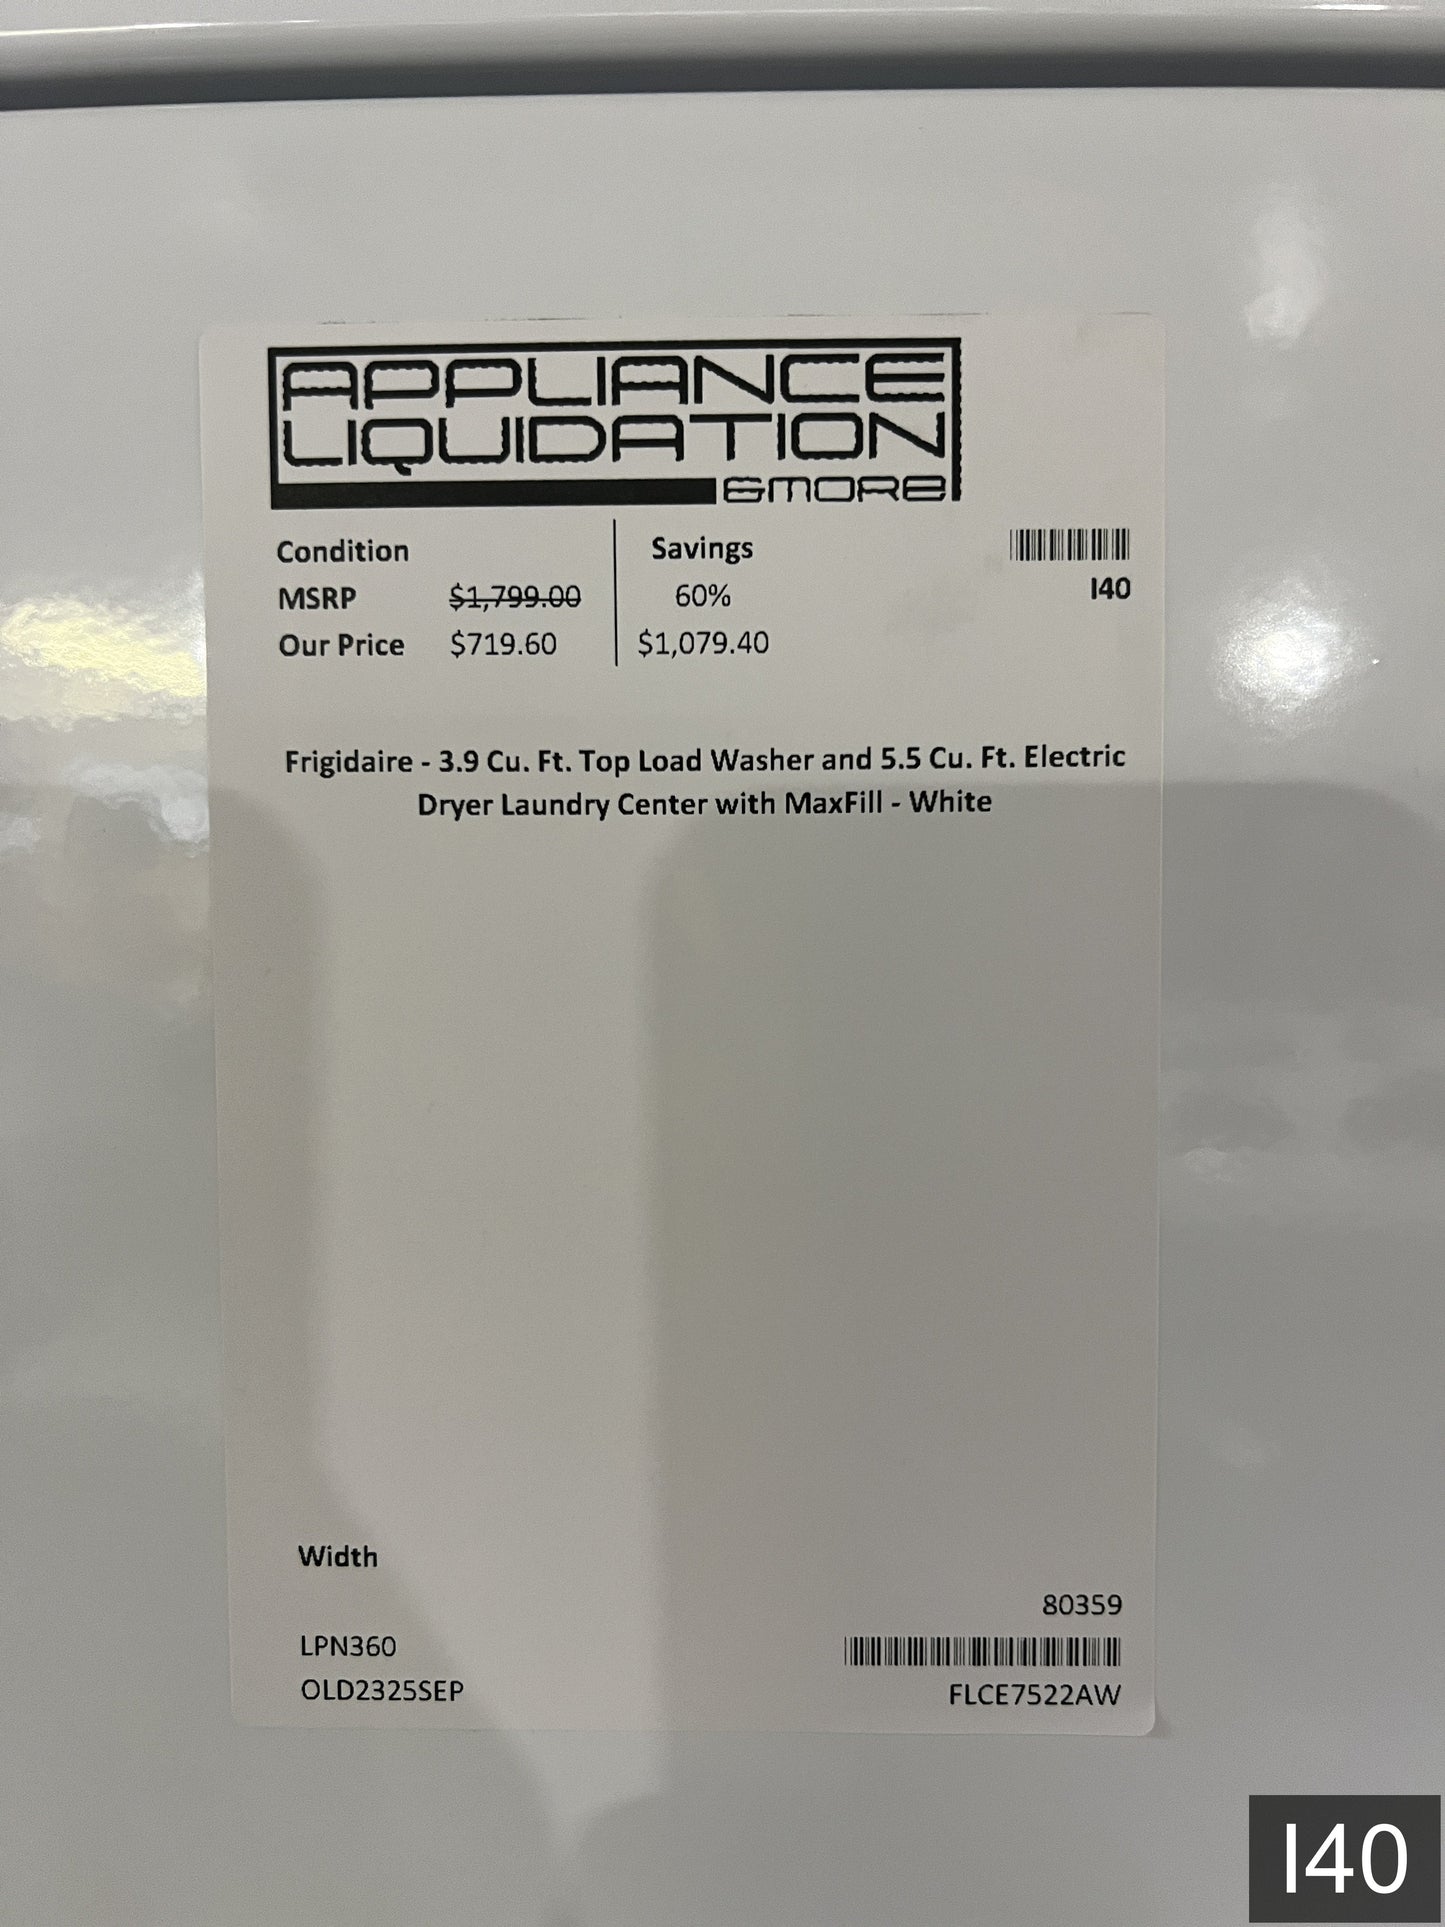 APPLIANCE
LIQUIDATION
&MORE
Condition
MSRP $1,799.00
Our Price $719.60
Savings
60%
$1,079.40
I40
Frigidaire - 3.9 Cu. Ft. Top Load Washer and 5.5 Cu. Ft. Electric
Dryer Laundry Center with MaxFill - White
Width
80359
LPN360
OLD2325SEP
FLCE7522AW
I40